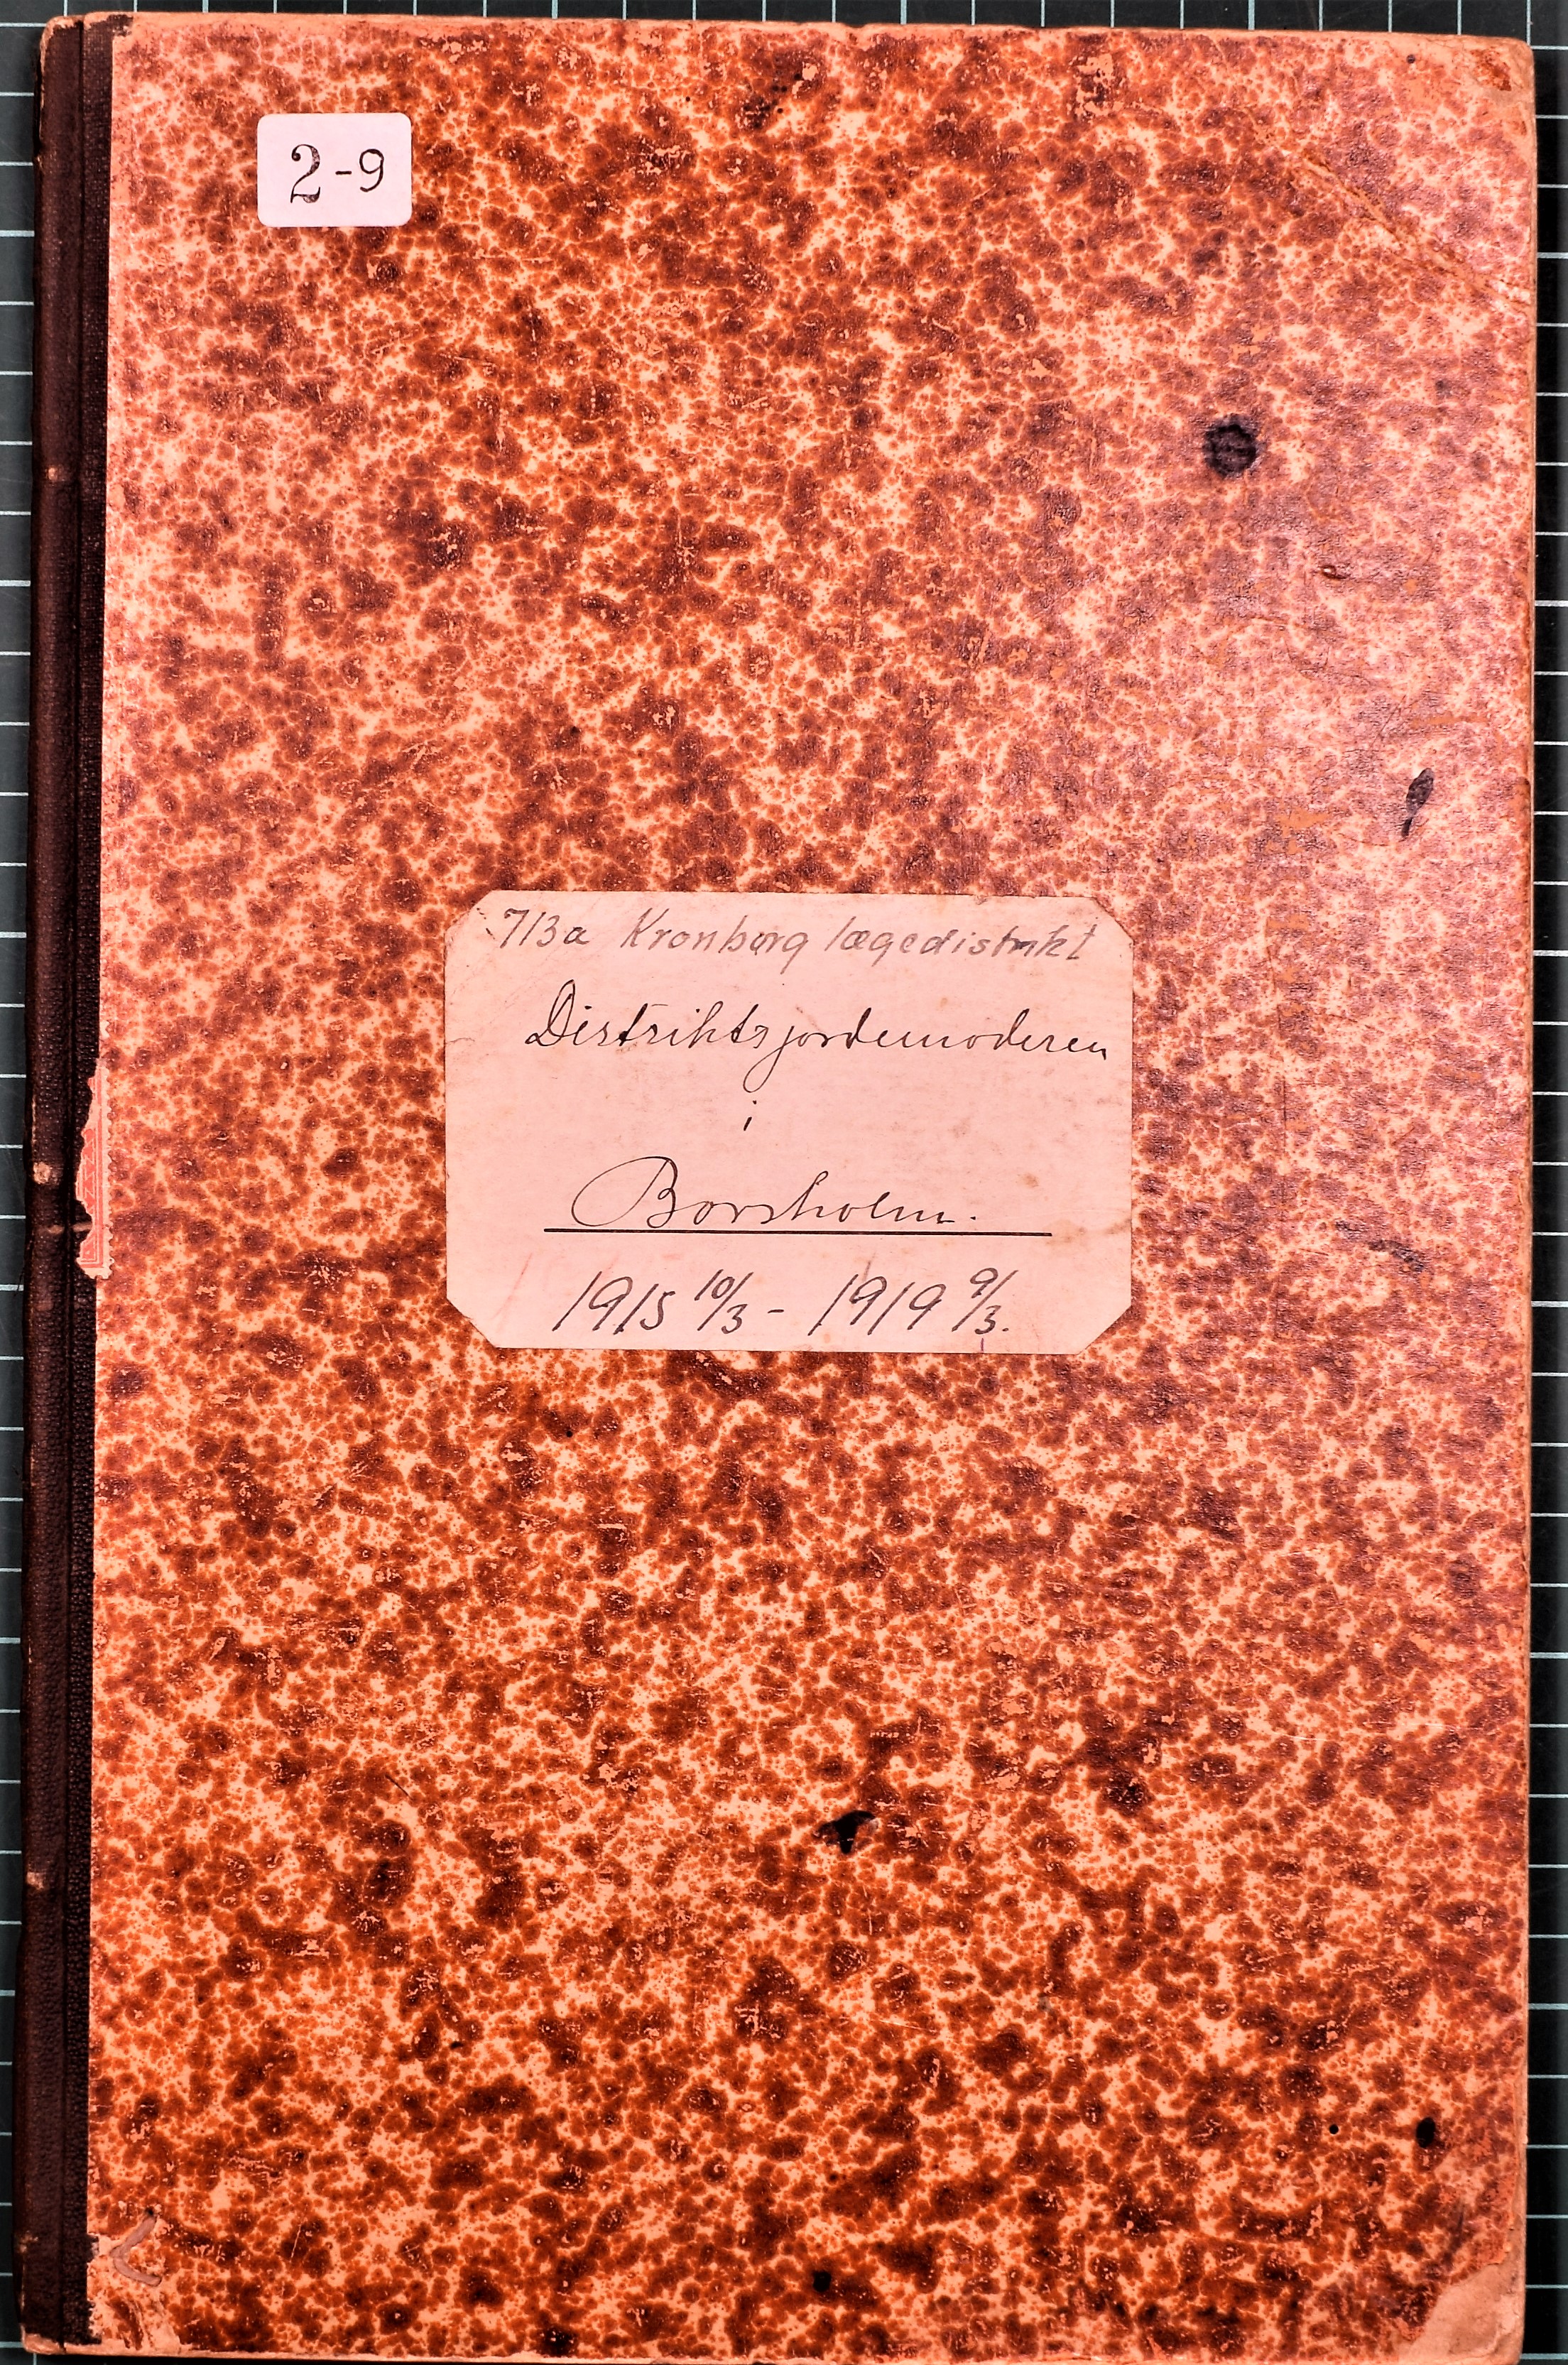 2-9
713a Kronborg lægedistrikt
Distriktsjordemoderen
i
Borsholm.
1915 10/3 - 1919 9/3.